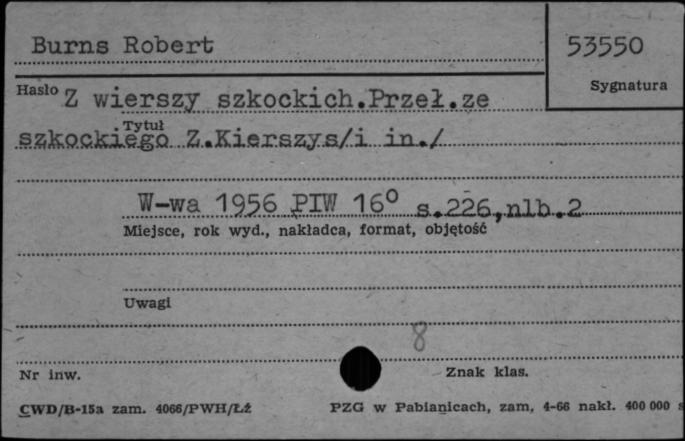 Burns Robert
53550
Hasło
Sygnatura
Z wierszy szkockich.Przeł.ze
Tytuł
szkockiego Z.Kierszys/i in./
W-wa 1956 PIW 16° s.226,nlb.2
Miejsce, rok wyd., nakładca, format, objętość
Uwagi
8
Nr inw.
Znak klas.
CWD/B-15a zam. 4066/PWH/Łż
PZG w Pabianicach, zam, 4-66 nakł. 400 000 s